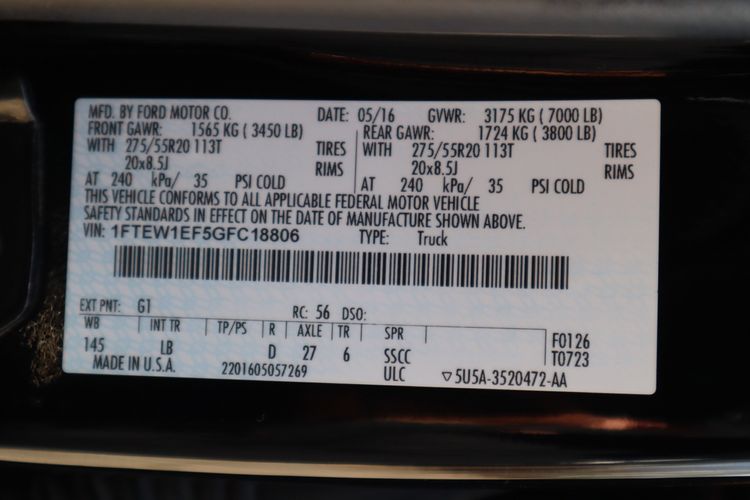 MFD. BY FORD MOTOR CO. DATE: 05/16 GVWR: 3175 KG ( 7000 LB)
FRONT GAWR: 1565 KG ( 3450 LB) REAR GAWR: 1724 KG ( 3800 LB)
WITH 275/55R20 113T TIRES WITH 275/55R20 113T TIRES
20x8.5J RIMS 20x8.5J RIMS
AT 240 kPa/ 35 PSI COLD AT 240 kPa/ 35 PSI COLD
THIS VEHICLE CONFORMS TO ALL APPLICABLE FEDERAL MOTOR VEHICLE
SAFETY STANDARDS IN EFFECT ON THE DATE OF MANUFACTURE SHOWN ABOVE.
VIN: 1FTEW1EF5GFC18806 TYPE: Truck
EXT PNT: G1 RC: 56 DSO:
WB INT TR TP/PS R AXLE TR SPR F0126
145 LB D 27 6 SSCC T0723
MADE IN U.S.A. 2201605057269 ULC ▽5U5A-3520472-AA